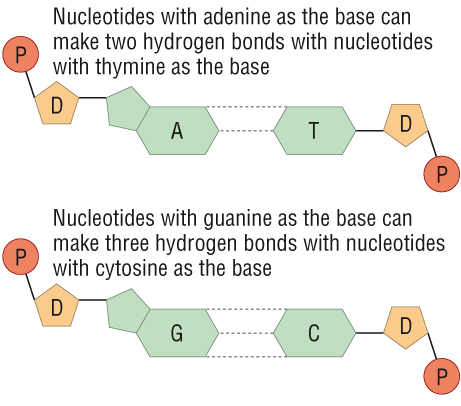 Nucleotides with adenine as the base can
make two hydrogen bonds with nucleotides
with thymine as the base
P
D
A
T
D
P
Nucleotides with guanine as the base can
make three hydrogen bonds with nucleotides
with cytosine as the base
P
D
G
C
D
P